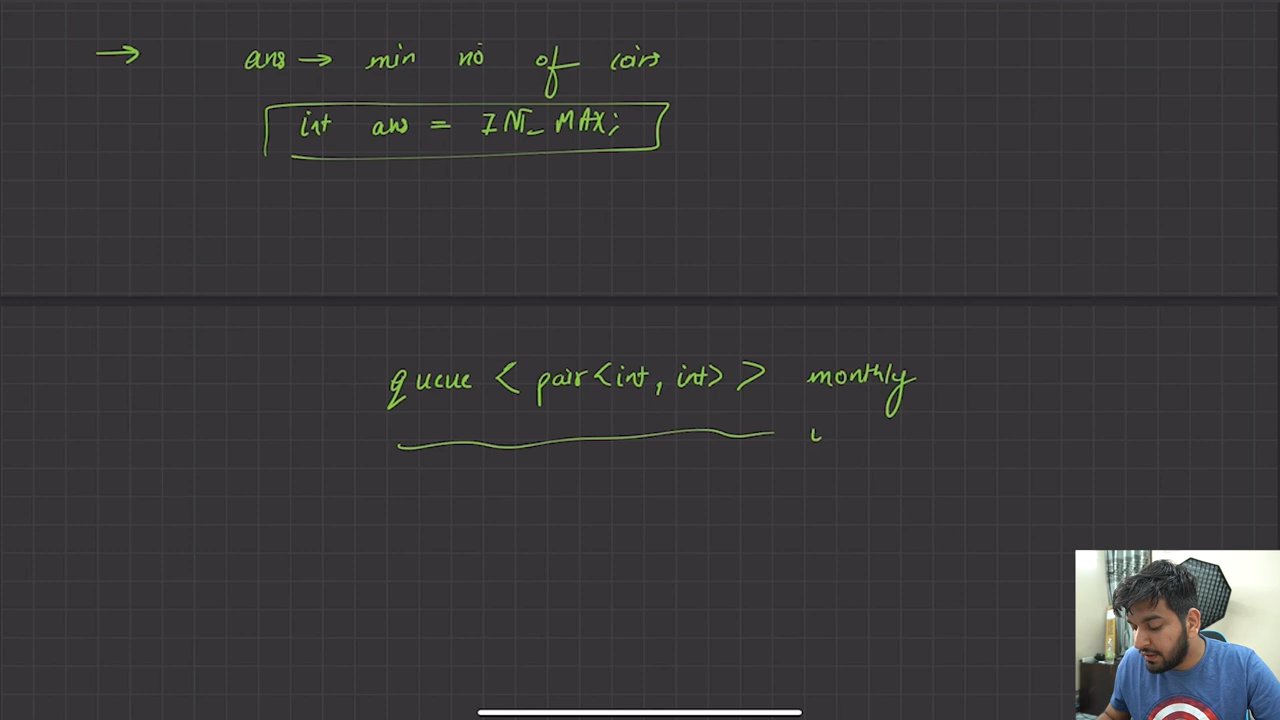 → ans → min no of coins
int ans = INT_MAX;
queue < pair<int, int> > monthly